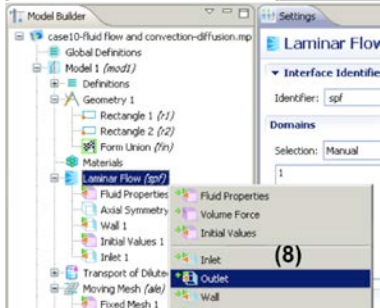 Model Builder
Settings
case10-fluid flow and convection-diffusion.mp
Global Definitions
Model 1 (mod1)
Definitions
Geometry 1
Rectangle 1 (r1)
Rectangle 2 (r2)
Form Union (fin)
Materials
Laminar Flow (spf)
Fluid Properties
Axial Symmetry
Wall 1
Initial Values 1
Inlet 1
Transport of Dilute
Moving Mesh (ale)
Fixed Mesh 1
Laminar Flow
Interface Identifie
Identifier: spf
Domains
Selection: Manual
1
Fluid Properties
Volume Force
Initial Values
Inlet
(8)
Outlet
Wall